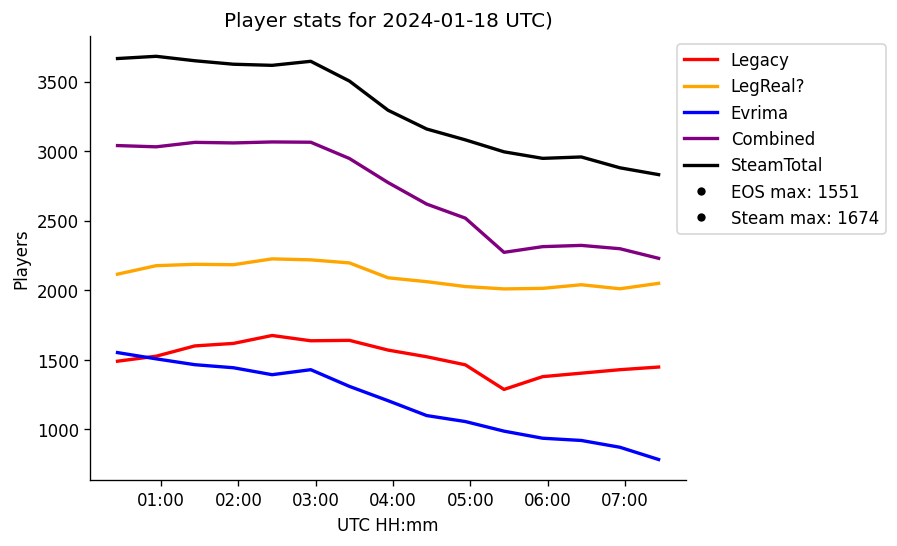 Player stats for 2024-01-18 UTC)
Legacy
LegReal?
Evrima
Combined
SteamTotal
EOS max: 1551
Steam max: 1674
Players
3500
3000
2500
2000
1500
1000
01:00 02:00 03:00 04:00 05:00 06:00 07:00
UTC HH:mm